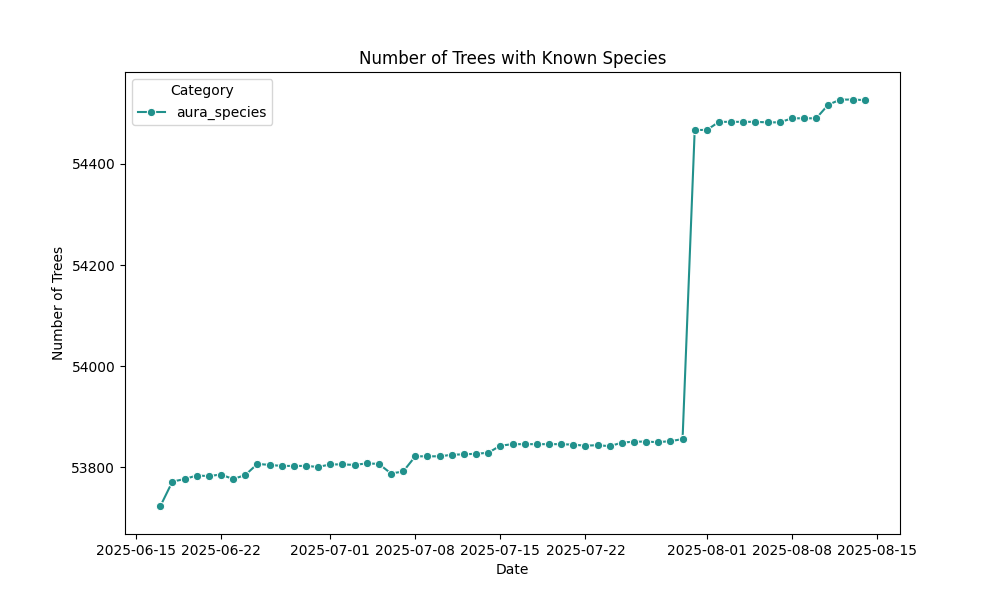 Number of Trees with Known Species
Category
aura_species
Number of Trees
54400
54200
54000
53800
2025-06-15 2025-06-22 2025-07-01 2025-07-08 2025-07-15 2025-07-22 2025-08-01 2025-08-08 2025-08-15
Date